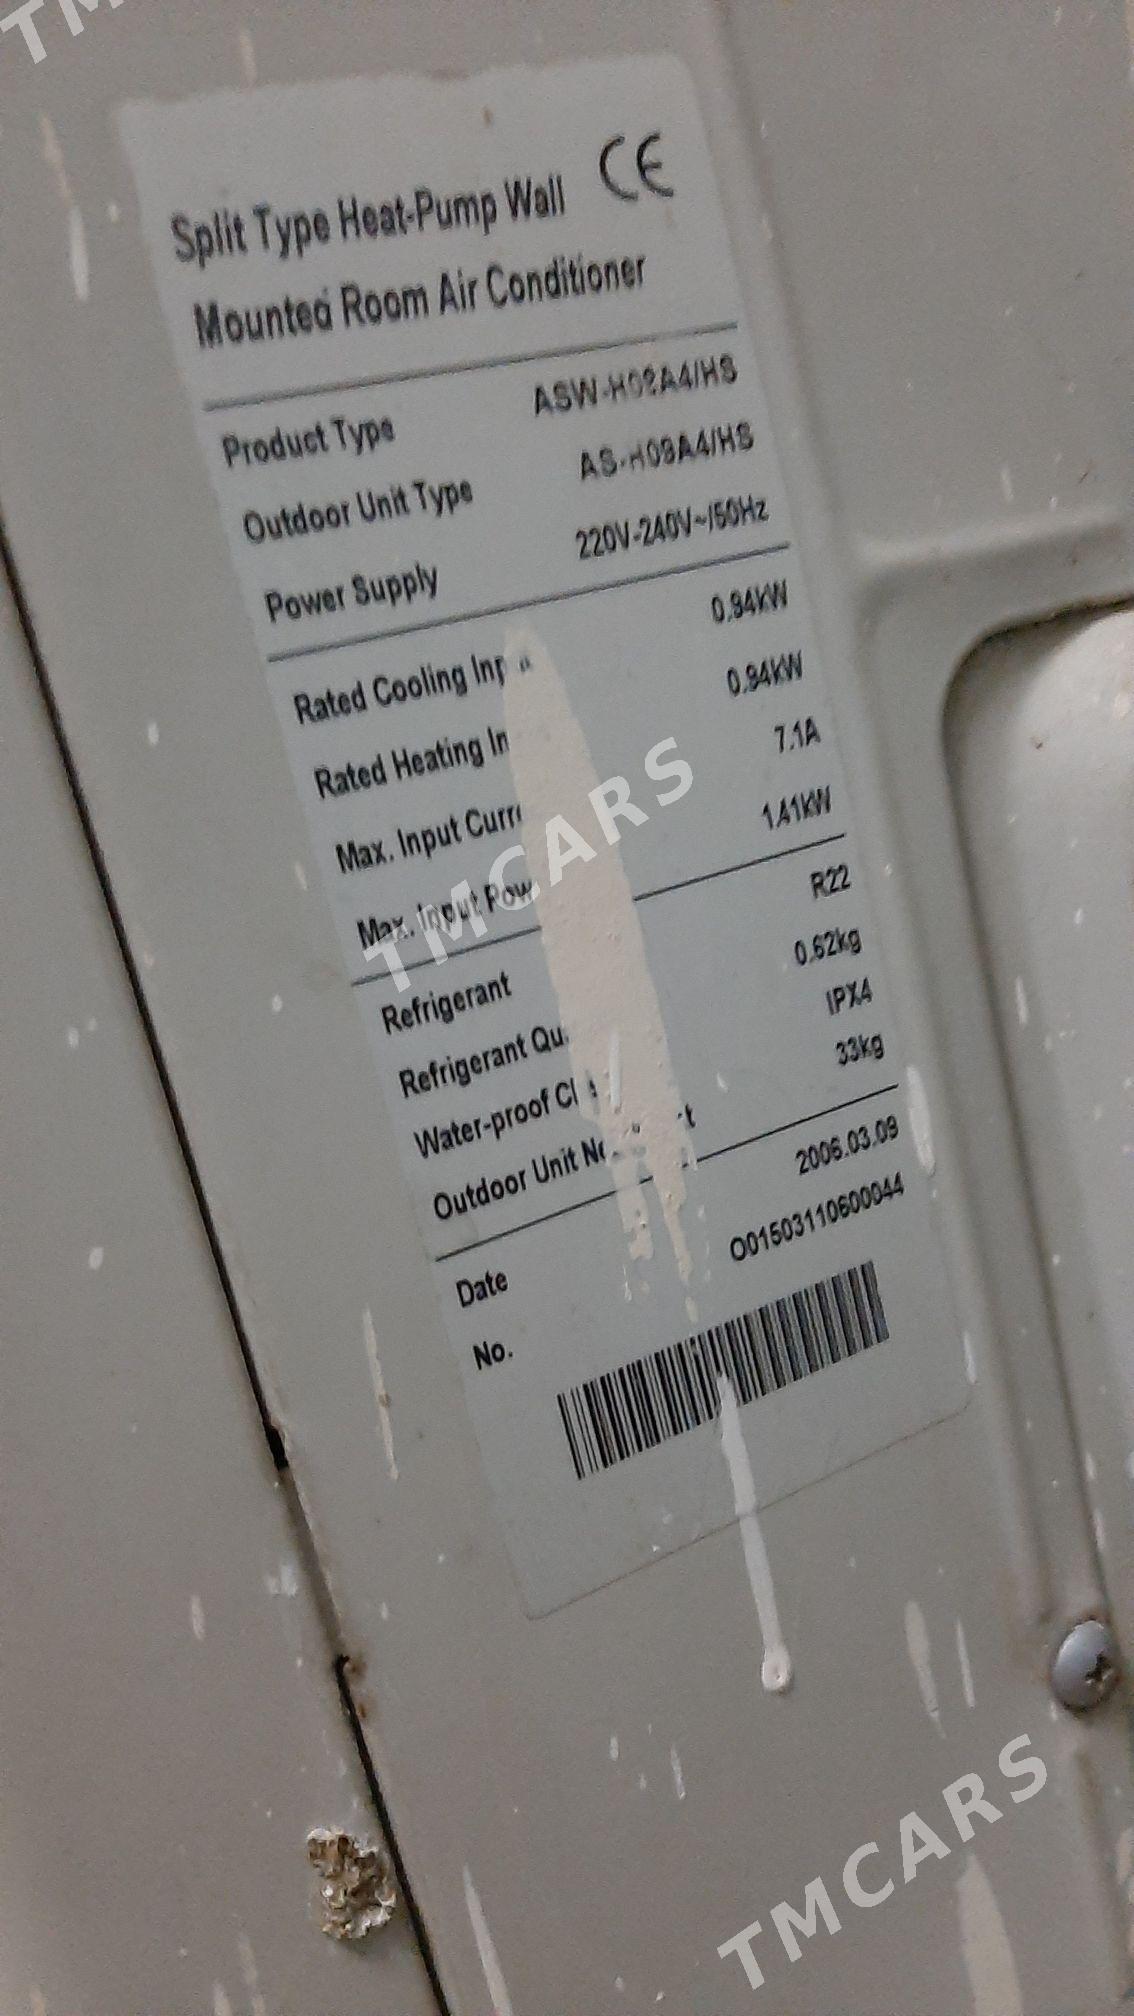 TM
CE
Split Type Heat-Pump Wall
Mounted Room Air Conditioner
Product Type ASW-H09A4/HS
Outdoor Unit Type AS-H09A4/HS
Power Supply 220V-240V~/50Hz
Rated Cooling Inp 0.94kW
Rated Heating In 0.94kW
Max. Input Curr 7.1A
Max. Input Pow 1.41kW
TMCARS
Refrigerant R22
Refrigerant Qu 0.62kg
Water-proof Cl IPX4
Outdoor Unit 33kg
Date 2006.03.09
No. O01503110600044
TMCARS